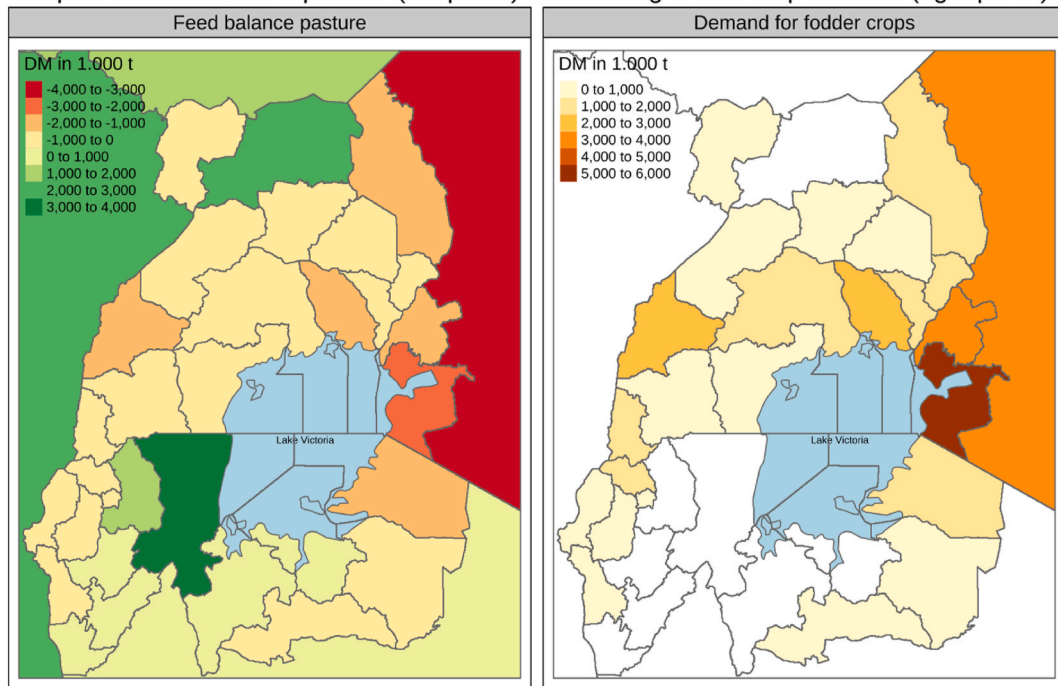 Feed balance pasture
DM in 1.000 t
-4,000 to -3,000
-3,000 to -2,000
-2,000 to -1,000
-1,000 to 0
0 to 1,000
1,000 to 2,000
2,000 to 3,000
3,000 to 4,000
Lake Victoria
Demand for fodder crops
DM in 1.000 t
0 to 1,000
1,000 to 2,000
2,000 to 3,000
3,000 to 4,000
4,000 to 5,000
5,000 to 6,000
Lake Victoria